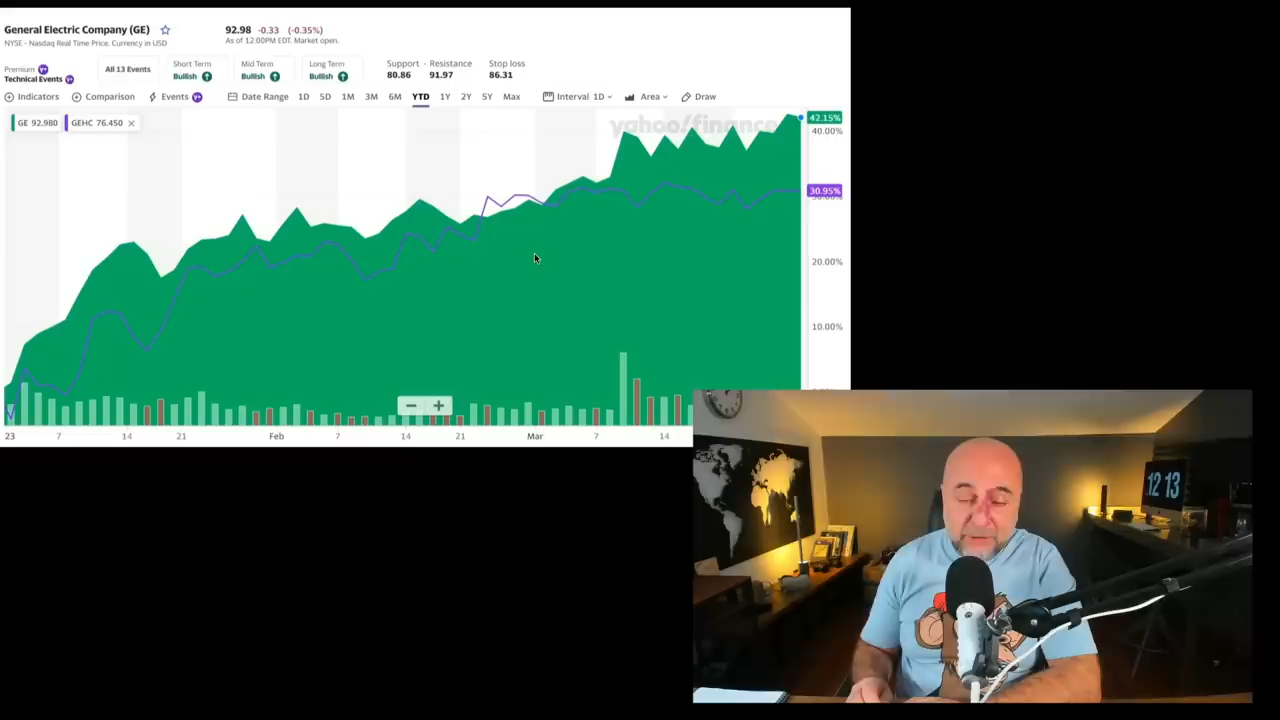 General Electric Company (GE)
NYSE - Nasdaq Real Time Price. Currency in USD
92.98 -0.33 (-0.35%)
As of 12:00PM EDT. Market open.
Premium Y+
Technical Events Y+
All 13 Events
Short Term
Bullish
Mid Term
Bullish
Long Term
Bullish
Support - Resistance
80.86 91.97
Stop loss
86.31
Indicators Comparison Events Y+ Date Range 1D 5D 1M 3M 6M YTD 1Y 2Y 5Y Max Interval 1D Area Draw
GE 92.980 GEHC 76.450
yahoo!finance
42.15%
40.00%
30.95%
20.00%
10.00%
23 7 14 21 Feb 7 14 21 Mar 7 14
12 13